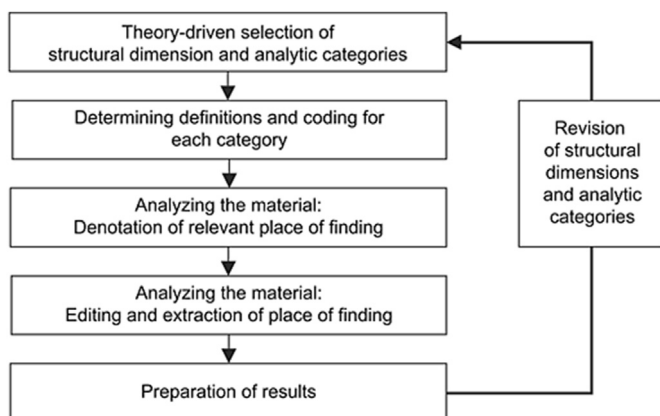 Theory-driven selection of
structural dimension and analytic categories
Determining definitions and coding for
each category
Analyzing the material:
Denotation of relevant place of finding
Analyzing the material:
Editing and extraction of place of finding
Preparation of results
Revision
of structural
dimensions
and analytic
categories